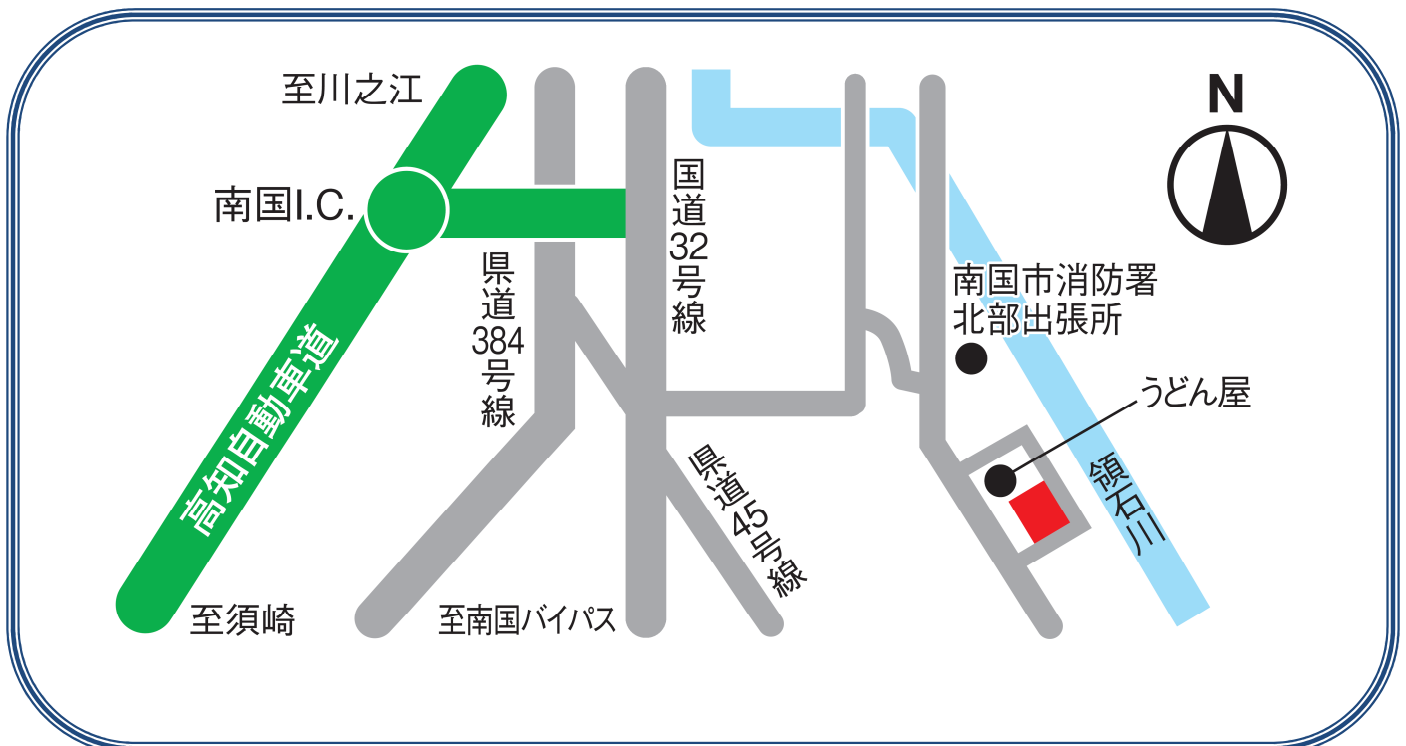 至川之江
N
南国I.C.
国道32号線
県道384号線
南国市消防署
北部出張所
高知自動車道
うどん屋
県道45号線
領石川
至須崎
至南国バイパス